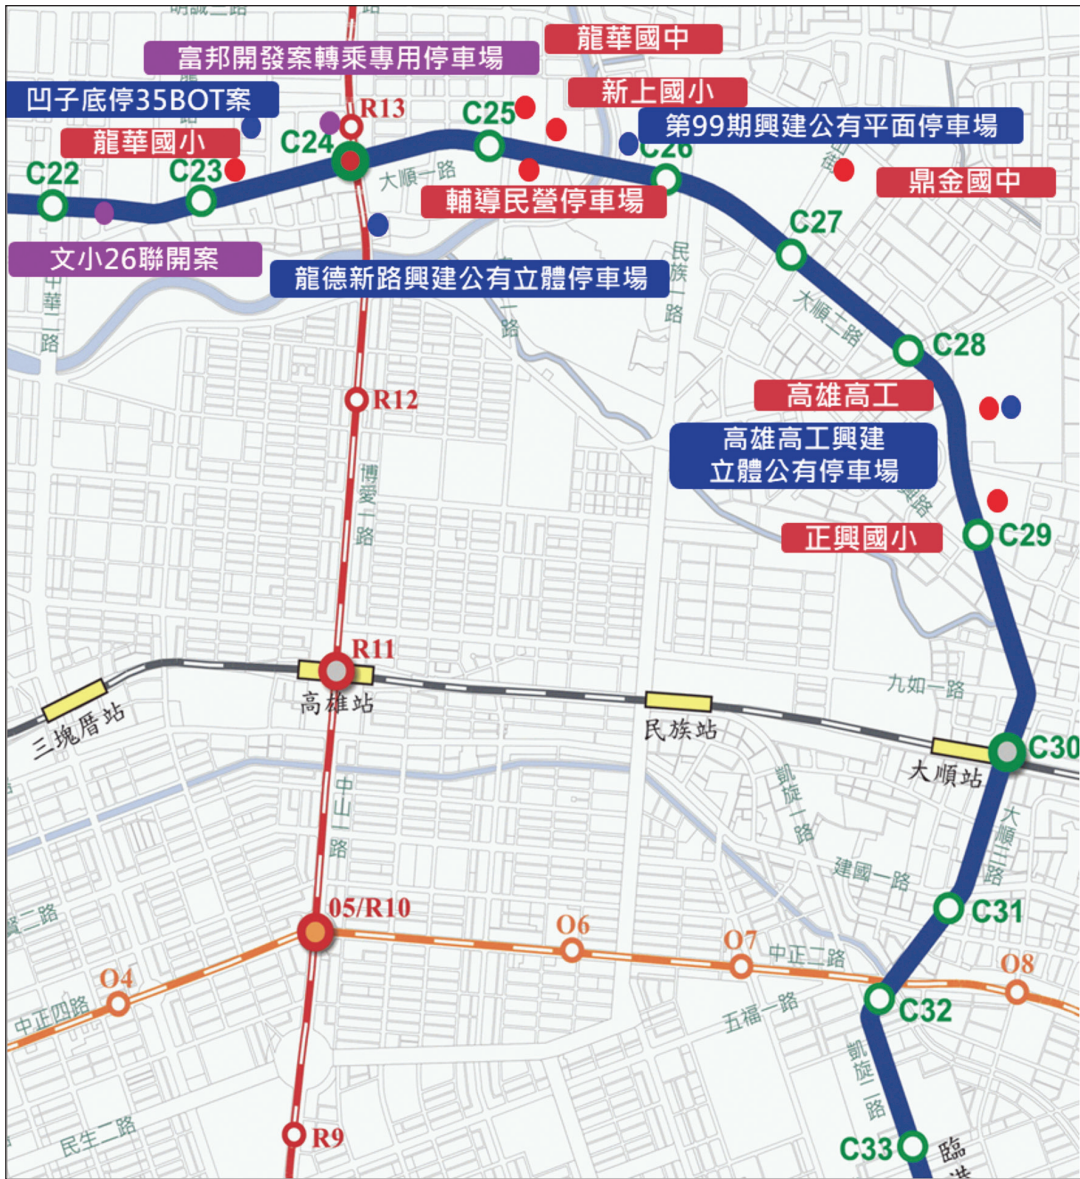 明誠三路
富邦開發案轉乘專用停車場
龍華國中
凹子底停35BOT案
新上國小
第99期興建公有平面停車場
龍華國小
R13
C25
C24
C26
C22
C23
大順一路
鼎金國中
輔導民營停車場
C27
文小26聯開案
龍德新路興建公有立體停車場
民族一路
中華二路
大順二路
C28
高雄高工
R12
高雄高工興建
立體公有停車場
博愛一路
正興國小
C29
R11
高雄站
九如一路
三塊厝站
民族站
大順站
C30
凱旋一路
中山一路
大順三路
建國一路
05/R10
C31
O6
O7
中正二路
O4
O8
中正四路
五福一路
C32
凱旋二路
民生二路
R9
C33
臨